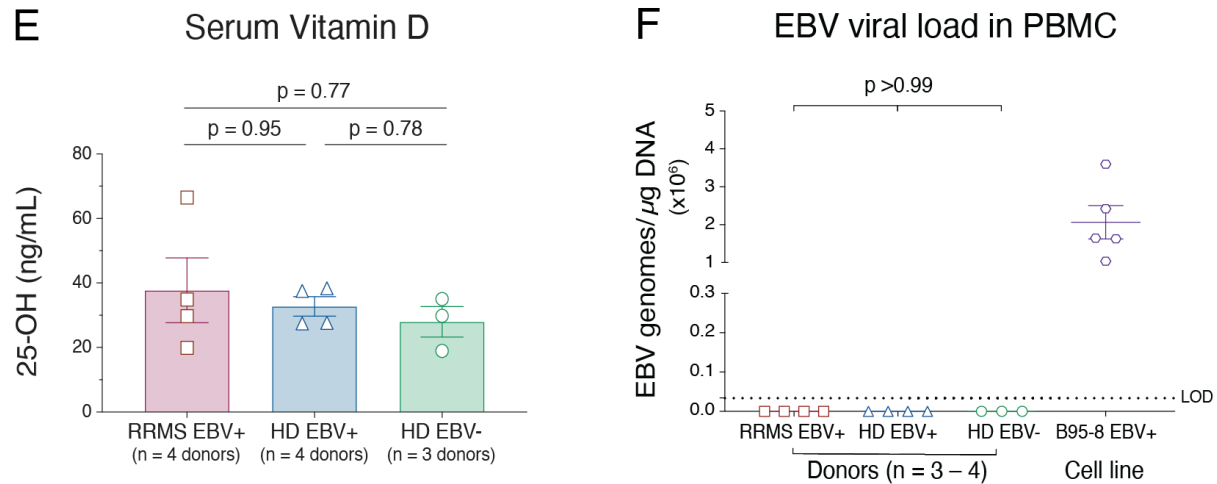 E
Serum Vitamin D
p = 0.77
p = 0.95
p = 0.78
25-OH (ng/mL)
80
60
40
20
0
RRMS EBV+
(n = 4 donors)
HD EBV+
(n = 4 donors)
HD EBV-
(n = 3 donors)
F
EBV viral load in PBMC
p >0.99
EBV genomes/µg DNA
(x10⁶)
5
4
3
2
1
0.3
0.2
0.1
0.0
LOD
RRMS EBV+
HD EBV+
HD EBV-
B95-8 EBV+
Donors (n = 3 – 4)
Cell line